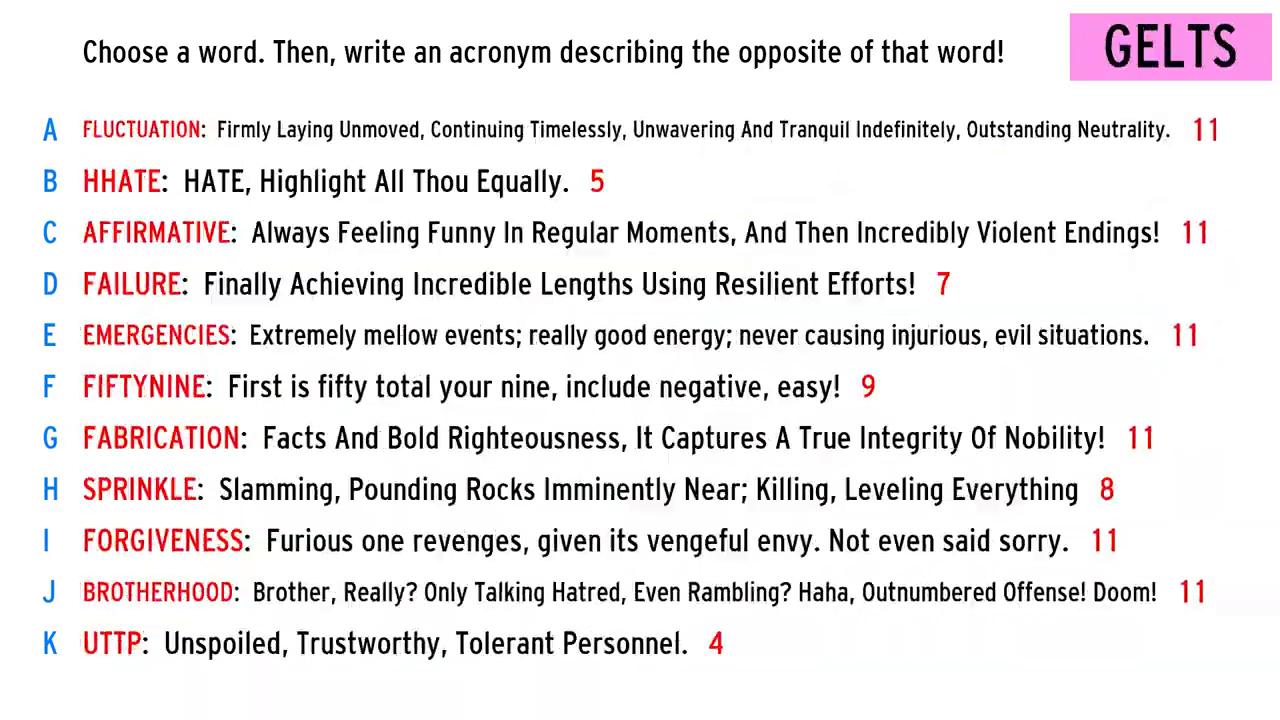 Choose a word. Then, write an acronym describing the opposite of that word!
GELTS
A FLUCTUATION: Firmly Laying Unmoved, Continuing Timelessly, Unwavering And Tranquil Indefinitely, Outstanding Neutrality. 11
B HHATE: HATE, Highlight All Thou Equally. 5
C AFFIRMATIVE: Always Feeling Funny In Regular Moments, And Then Incredibly Violent Endings! 11
D FAILURE: Finally Achieving Incredible Lengths Using Resilient Efforts! 7
E EMERGENCIES: Extremely mellow events; really good energy; never causing injurious, evil situations. 11
F FIFTYNINE: First is fifty total your nine, include negative, easy! 9
G FABRICATION: Facts And Bold Righteousness, It Captures A True Integrity Of Nobility! 11
H SPRINKLE: Slamming, Pounding Rocks Imminently Near; Killing, Leveling Everything 8
I FORGIVENESS: Furious one revenges, given its vengeful envy. Not even said sorry. 11
J BROTHERHOOD: Brother, Really? Only Talking Hatred, Even Rambling? Haha, Outnumbered Offense! Doom! 11
K UTTP: Unspoiled, Trustworthy, Tolerant Personnel. 4